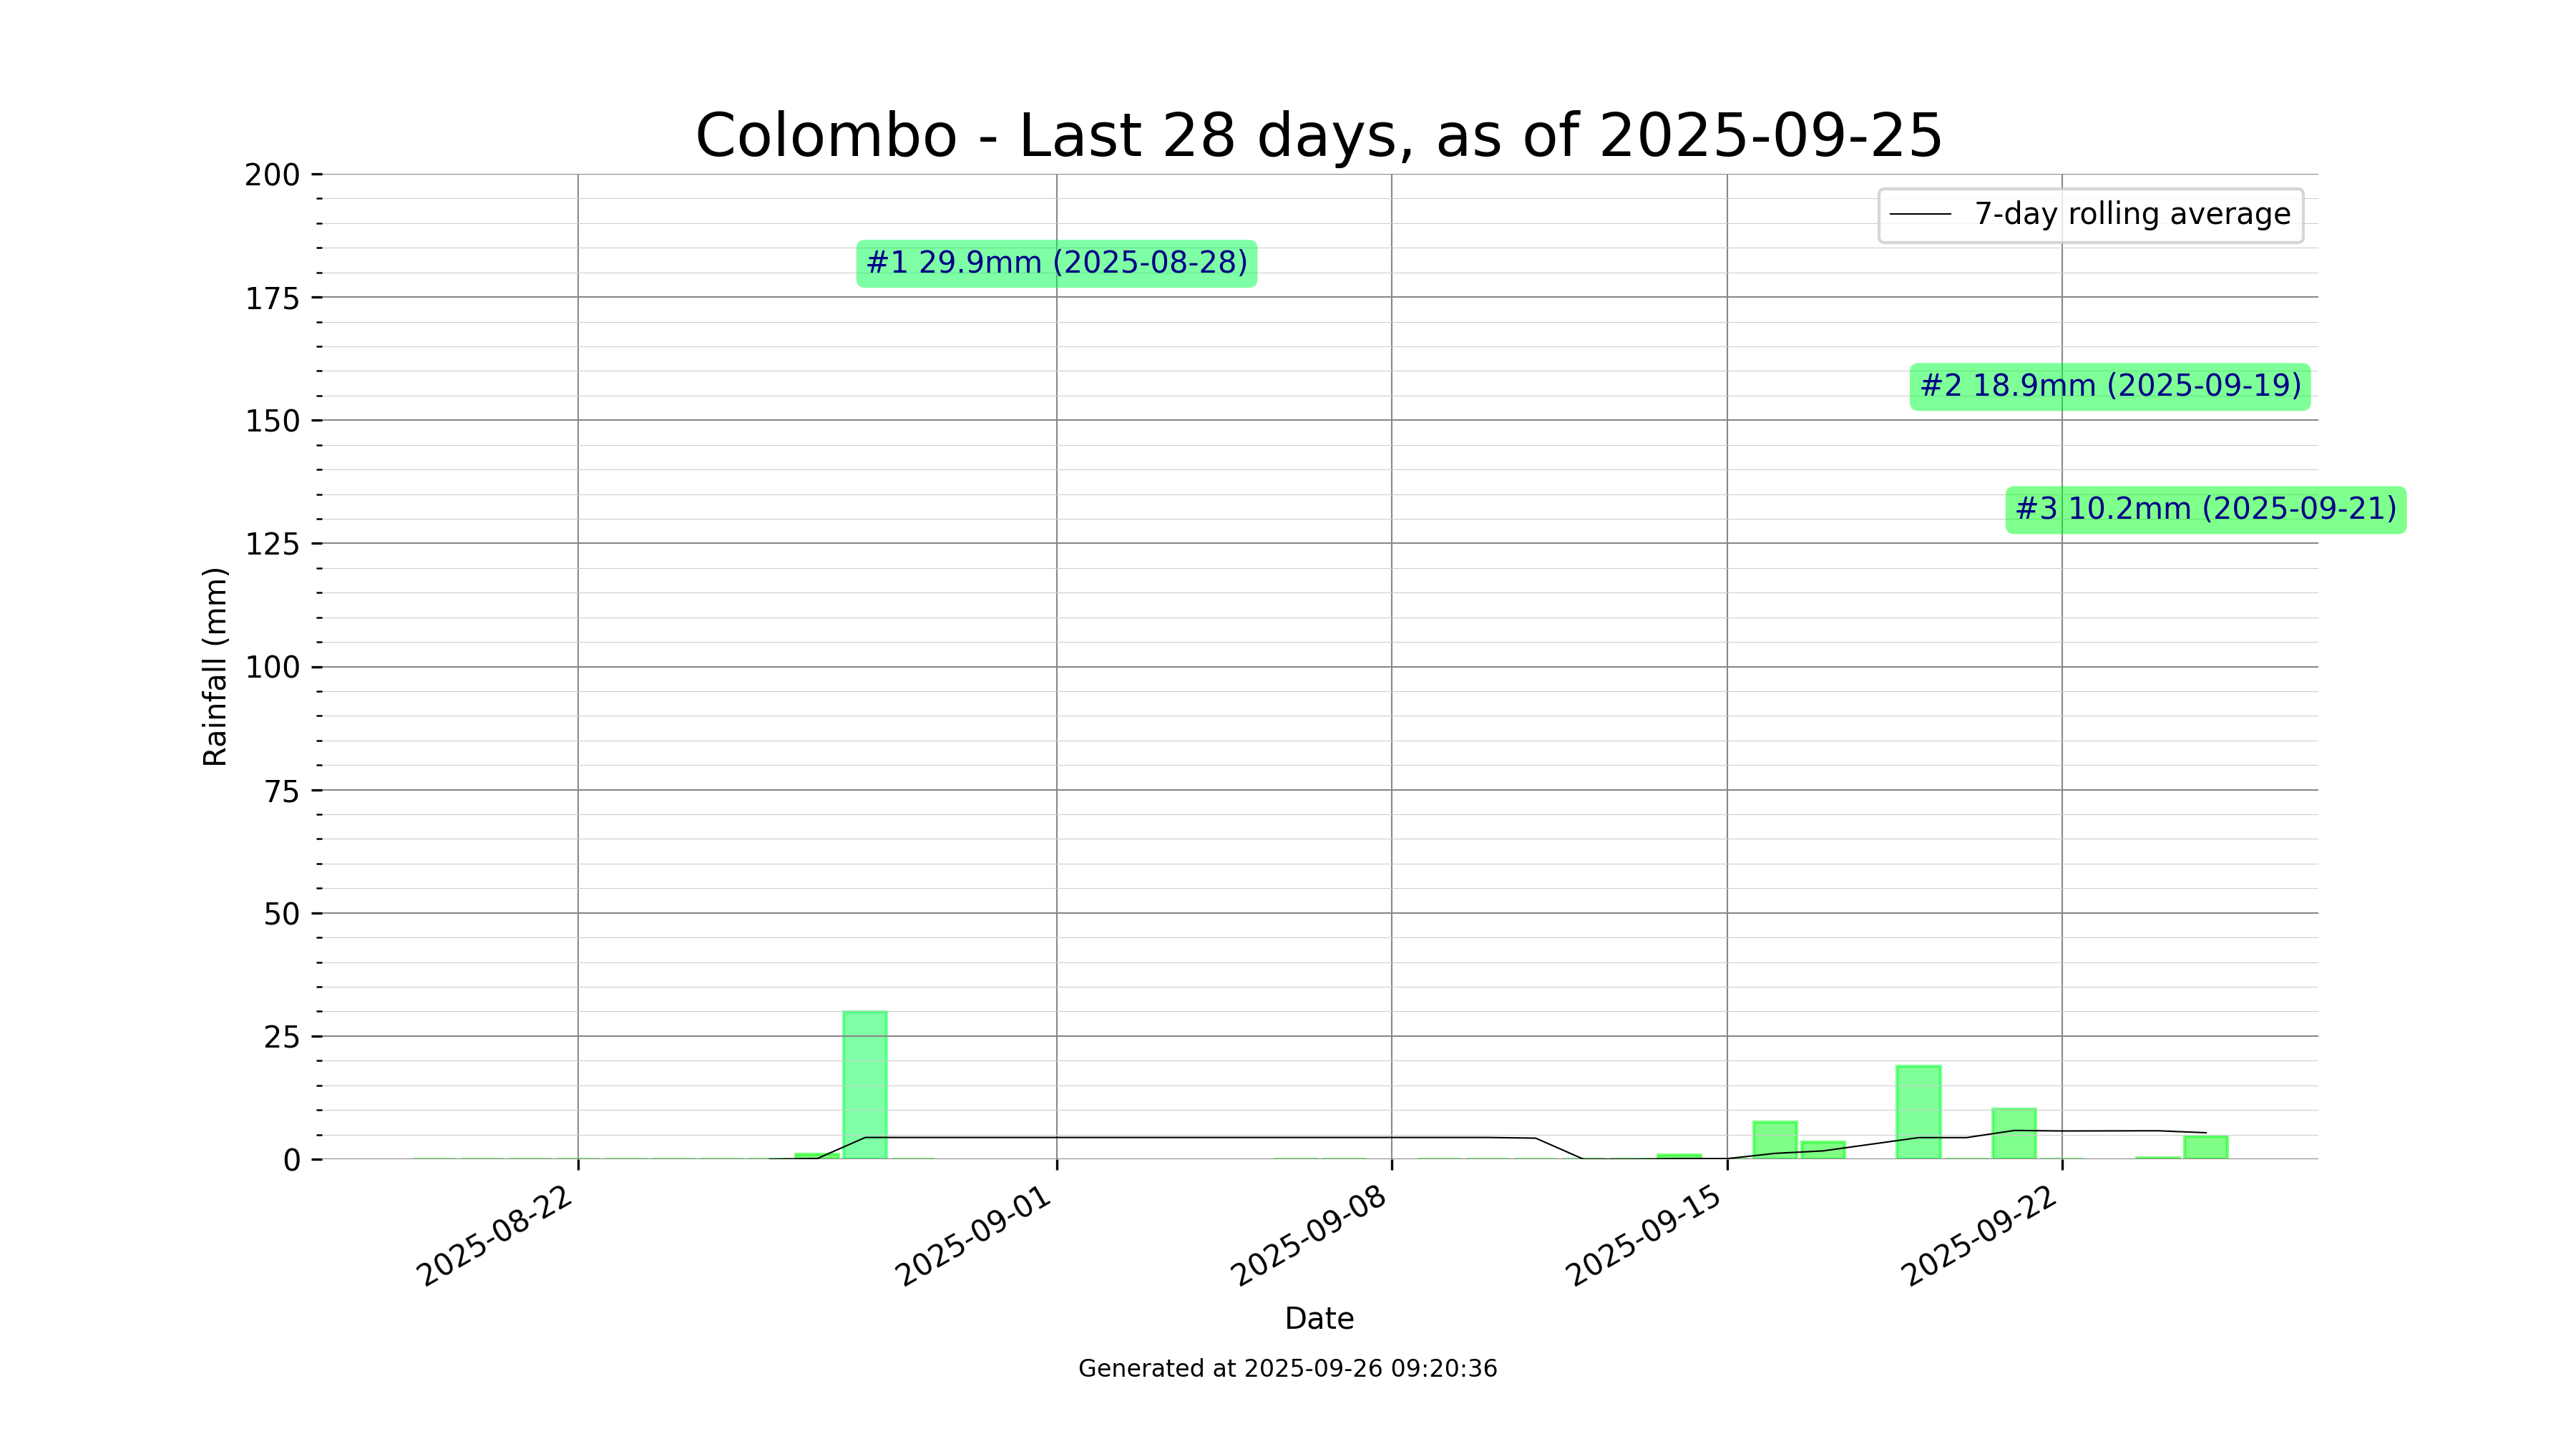 Colombo - Last 28 days, as of 2025-09-25
7-day rolling average
#1 29.9mm (2025-08-28)
#2 18.9mm (2025-09-19)
#3 10.2mm (2025-09-21)
Rainfall (mm)
200
175
150
125
100
75
50
25
0
2025-08-22
2025-09-01
2025-09-08
2025-09-15
2025-09-22
Date
Generated at 2025-09-26 09:20:36